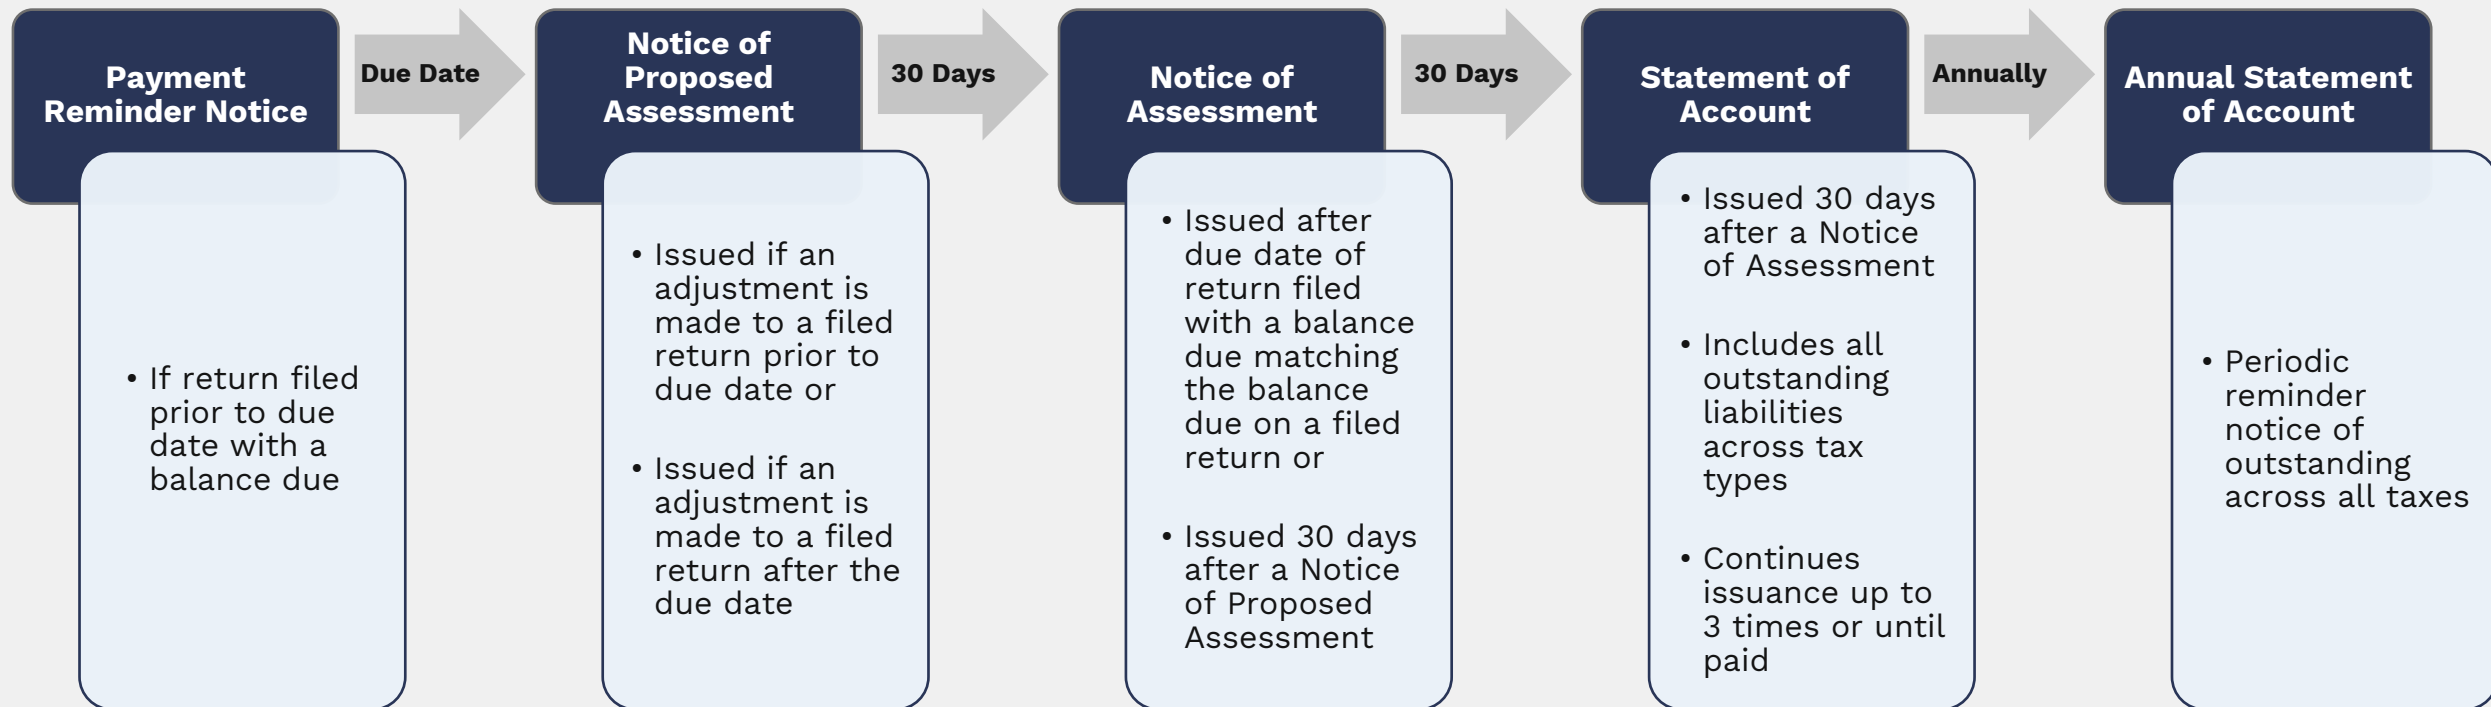 Payment
Reminder Notice
• If return filed
prior to due
date with a
balance due
Due Date
Notice of
Proposed
Assessment
• Issued if an
adjustment is
made to a filed
return prior to
due date or
• Issued if an
adjustment is
made to a filed
return after the
due date
30 Days
Notice of
Assessment
• Issued after
due date of
return filed
with a balance
due matching
the balance
due on a filed
return or
• Issued 30 days
after a Notice
of Proposed
Assessment
30 Days
Statement of
Account
• Issued 30 days
after a Notice
of Assessment
• Includes all
outstanding
liabilities
across tax
types
• Continues
issuance up to
3 times or until
paid
Annually
Annual Statement
of Account
• Periodic
reminder
notice of
outstanding
across all taxes